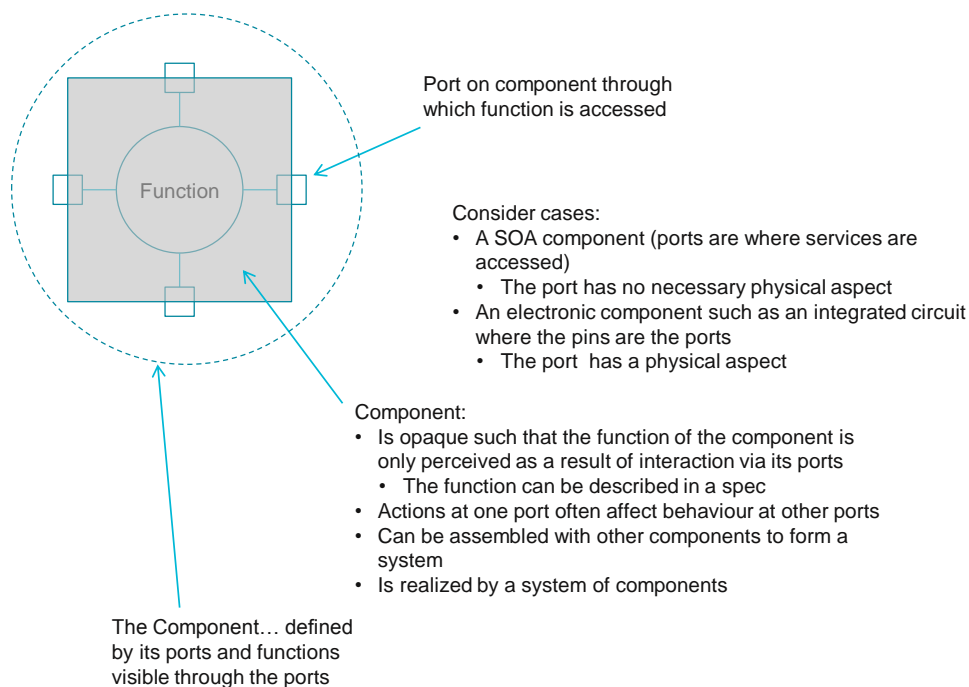 Port on component through
which function is accessed
Function
Consider cases:
• A SOA component (ports are where services are
accessed)
• The port has no necessary physical aspect
• An electronic component such as an integrated circuit
where the pins are the ports
• The port  has a physical aspect
Component:
• Is opaque such that the function of the component is
only perceived as a result of interaction via its ports
• The function can be described in a spec
• Actions at one port often affect behaviour at other ports
• Can be assembled with other components to form a
system
• Is realized by a system of components
The Component… defined
by its ports and functions
visible through the ports